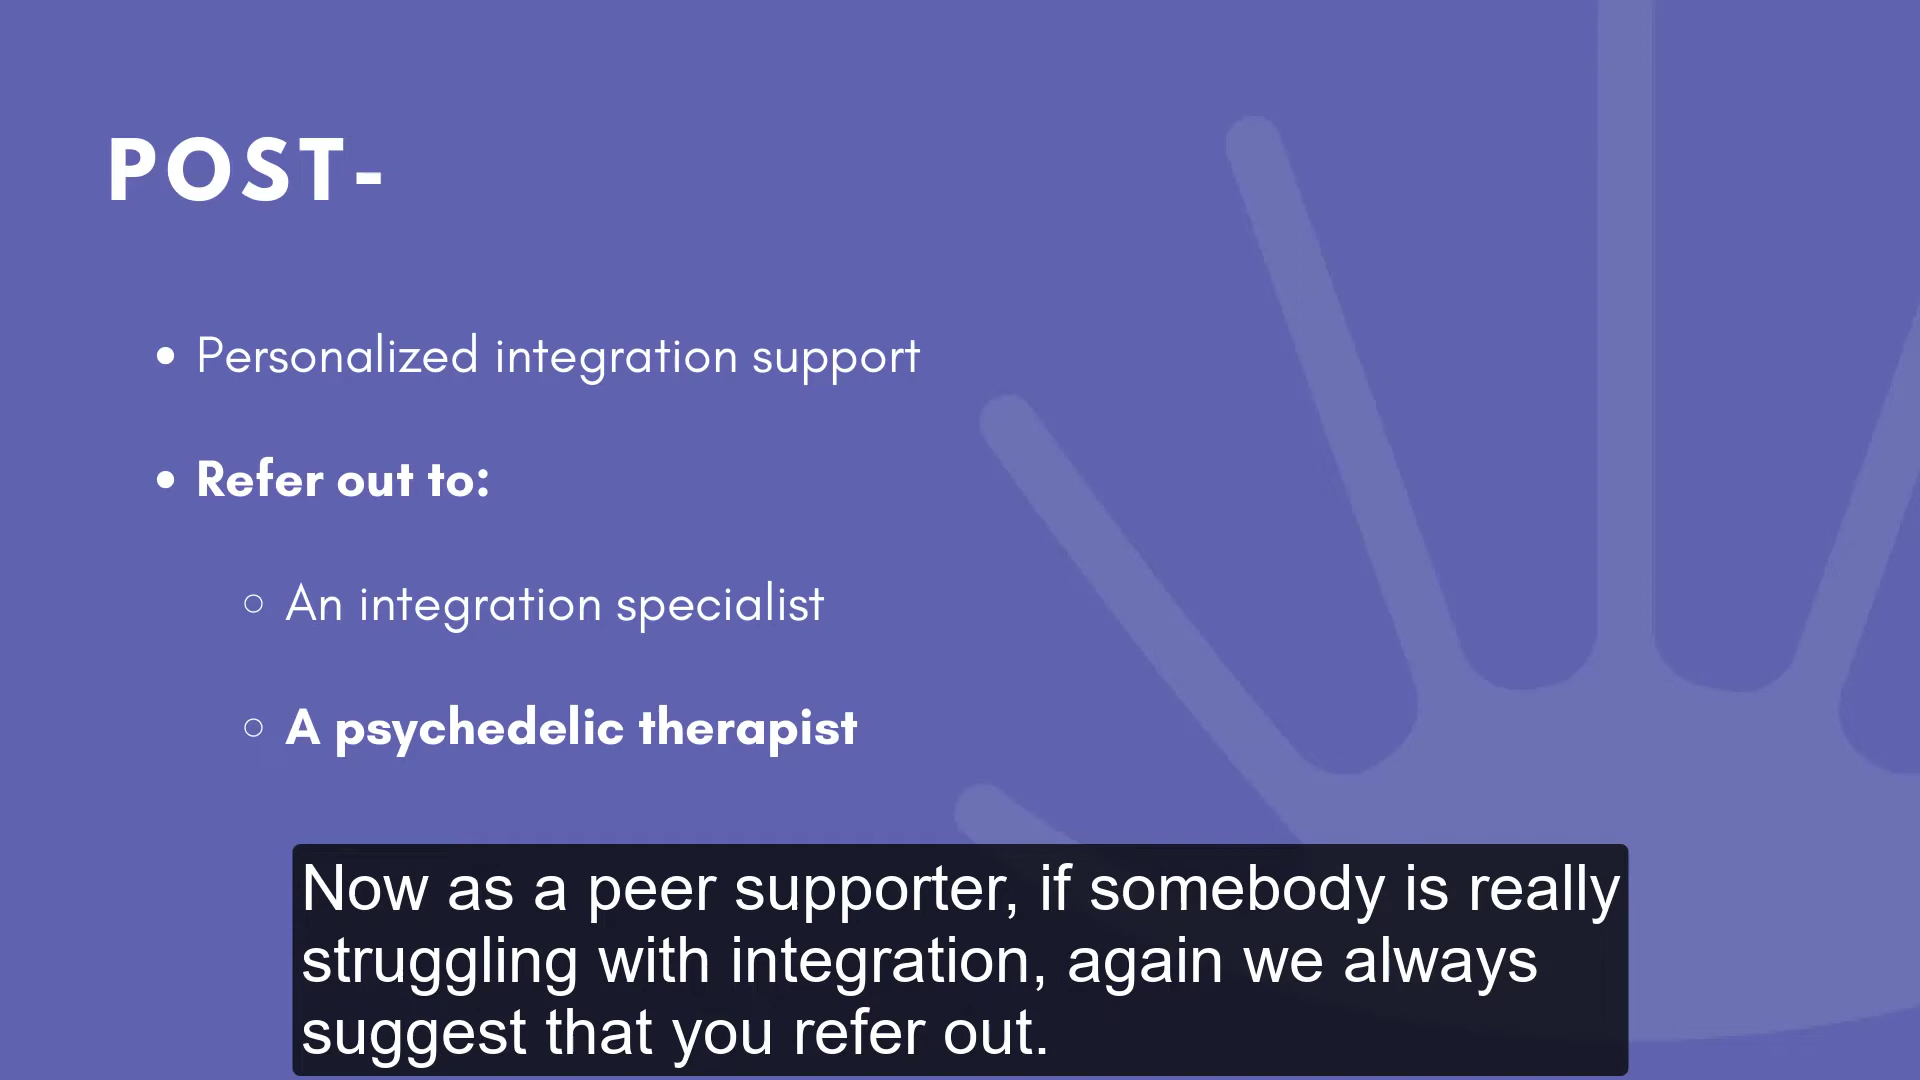 POST-
• Personalized integration support
• Refer out to:
○ An integration specialist
○ A psychedelic therapist
Now as a peer supporter, if somebody is really
struggling with integration, again we always
suggest that you refer out.